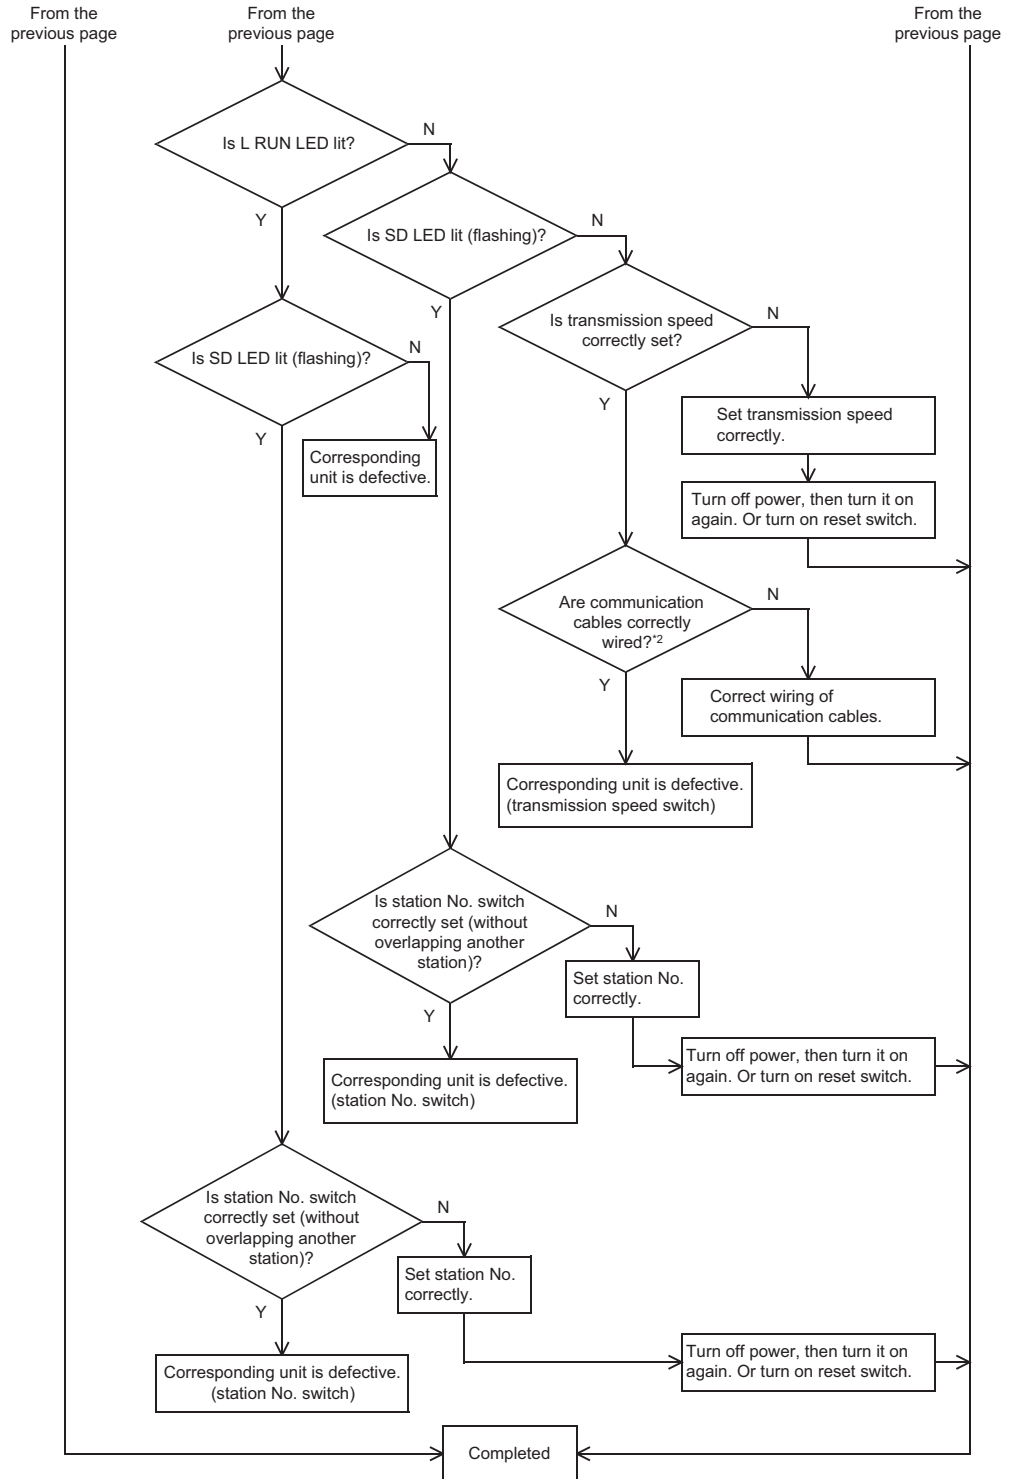 From the
previous page
From the
previous page
From the
previous page
Is L RUN LED lit?
N
Y
Is SD LED lit (flashing)?
N
Y
Is transmission speed
correctly set?
N
Y
Is SD LED lit (flashing)?
N
Y
Corresponding
unit is defective.
Set transmission speed
correctly.
Turn off power, then turn it on
again. Or turn on reset switch.
Are communication
cables correctly
wired?*2
N
Y
Correct wiring of
communication cables.
Corresponding unit is defective.
(transmission speed switch)
Is station No. switch
correctly set (without
overlapping another
station)?
N
Y
Set station No.
correctly.
Turn off power, then turn it on
again. Or turn on reset switch.
Corresponding unit is defective.
(station No. switch)
Is station No. switch
correctly set (without
overlapping another
station)?
N
Y
Set station No.
correctly.
Turn off power, then turn it on
again. Or turn on reset switch.
Corresponding unit is defective.
(station No. switch)
Completed